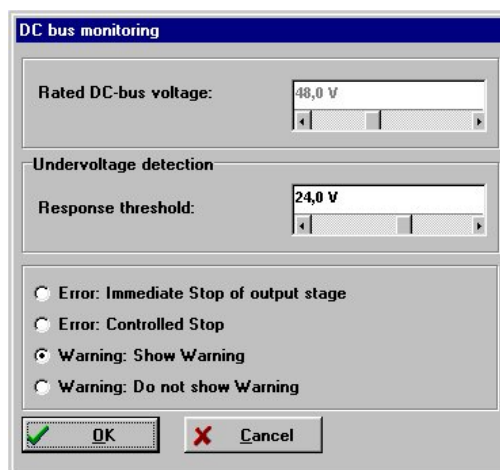 DC bus monitoring
Rated DC-bus voltage:
48,0 V
Undervoltage detection
Response threshold:
24,0 V
Error: Immediate Stop of output stage
Error: Controlled Stop
Warning: Show Warning
Warning: Do not show Warning
OK
Cancel